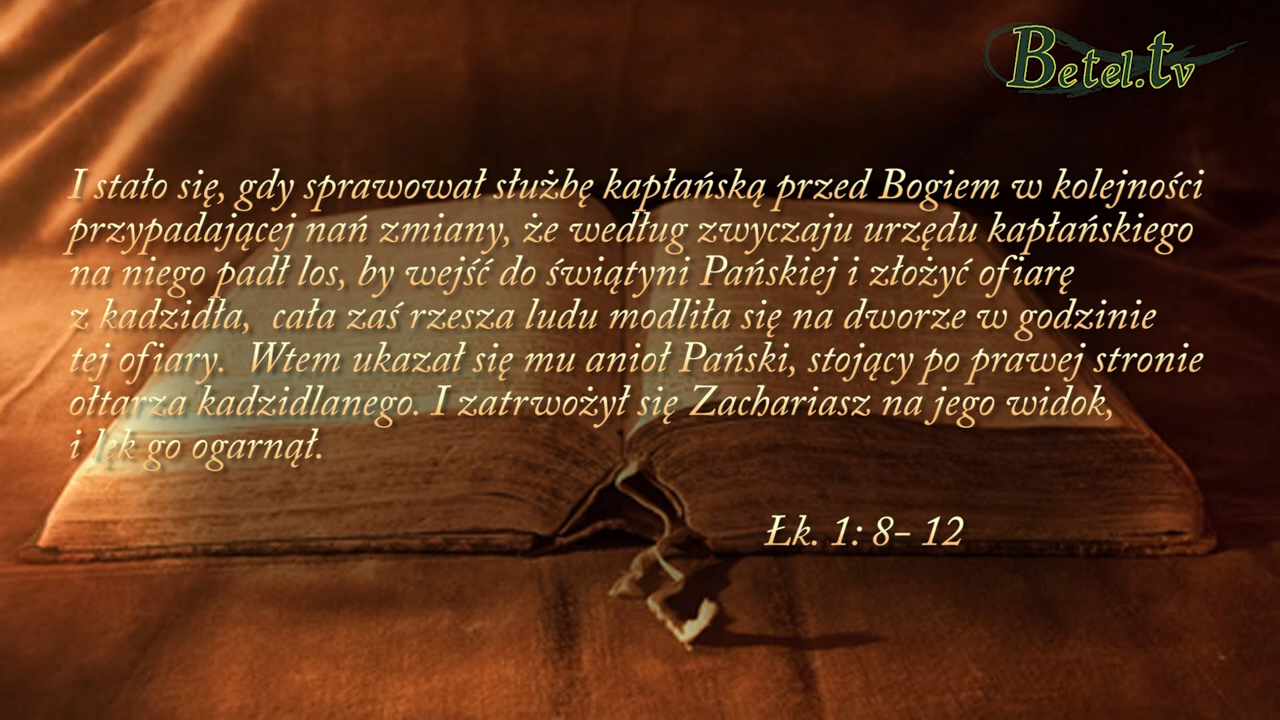 Betel.tv
I stało się, gdy sprawował służbę kapłańską przed Bogiem w kolejności
przypadającej nań zmiany, że według zwyczaju urzędu kapłańskiego
na niego padł los, by wejść do świątyni Pańskiej i złożyć ofiarę
z kadzidła, cała zaś rzesza ludu modliła się na dworze w godzinie
tej ofiary. Wtem ukazał się mu anioł Pański, stojący po prawej stronie
ołtarza kadzidlanego. I zatrwożył się Zachariasz na jego widok,
i lęk go ogarnął.
Łk. 1: 8– 12